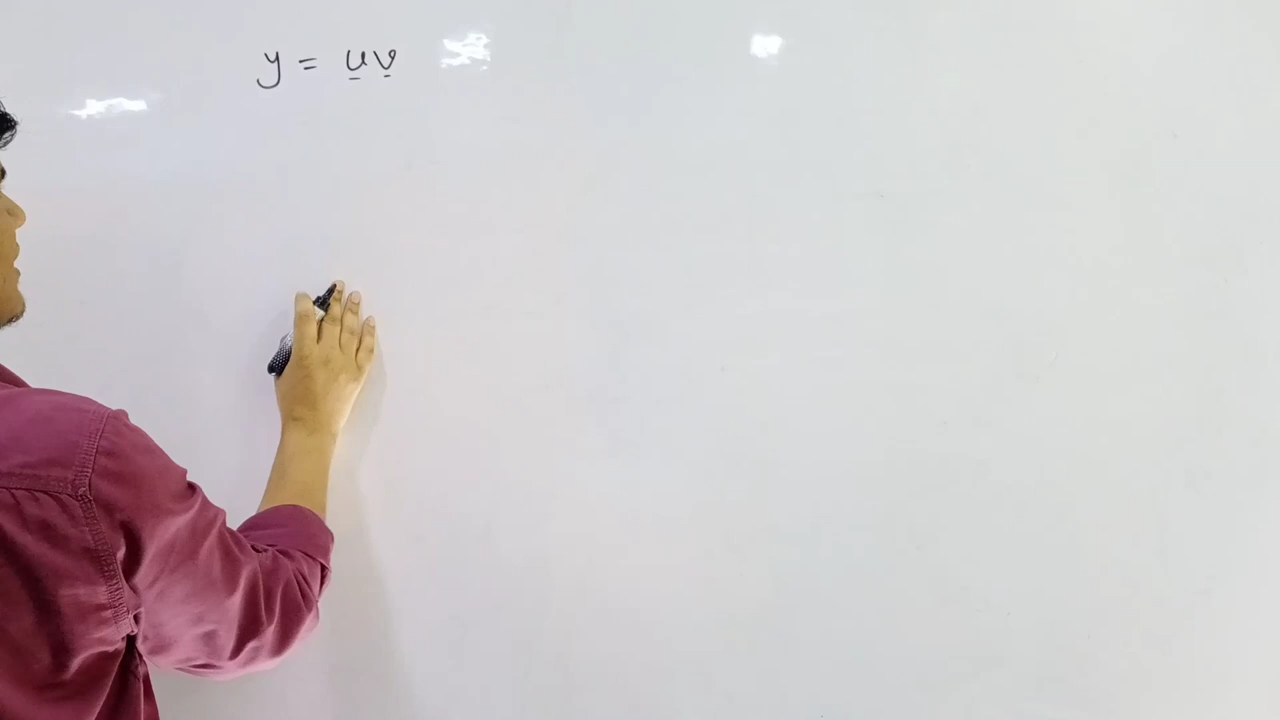 y = uv